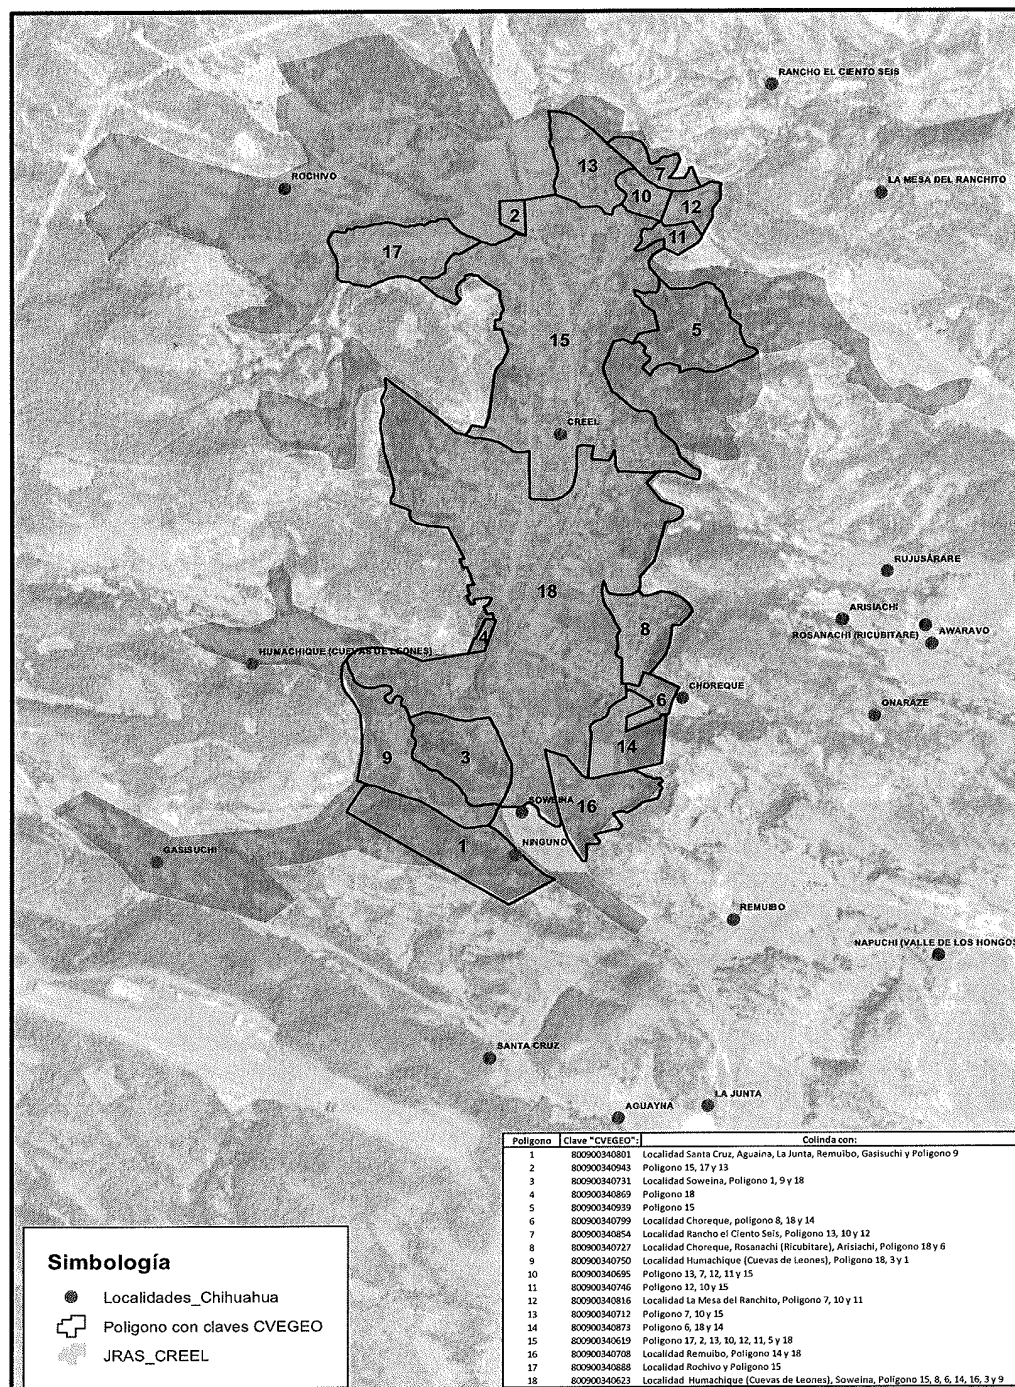 RANCHO EL CIENTO SEIS
ROCHIVO
LA MESA DEL RANCHITO
13
7
10
12
2
11
17
5
15
CREEL
RUJUSÁRARE
ARISIACHI
18
AWARAVO
ROSANACHI (RICUBITARE)
8
4
HUMACHIQUE (CUEVAS DE LEONES)
CHOREQUE
6
ONARAZE
14
9
3
16
SOWEINA
1
NINGUNO
GASISUCHI
REMUIBO
NAPUCHI (VALLE DE LOS HONGOS
SANTA CRUZ
LA JUNTA
AGUAYNA
Poligono Clave "CVEGEO": Colinda con:
1 800900340801 Localidad Santa Cruz, Aguaina, La Junta, Remuibo, Gasisuchi y Poligono 9
2 800900340943 Poligono 15, 17 y 13
3 800900340731 Localidad Soweina, Poligono 1, 9 y 18
4 800900340869 Poligono 18
5 800900340939 Poligono 15
6 800900340799 Localidad Choreque, poligono 8, 18 y 14
7 800900340854 Localidad Rancho el Ciento Seis, Poligono 13, 10 y 12
8 800900340727 Localidad Choreque, Rosanachi (Ricubitare), Arisiachi, Poligono 18 y 6
9 800900340750 Localidad Humachique (Cuevas de Leones), Poligono 18, 3 y 1
10 800900340695 Poligono 13, 7, 12, 11 y 15
11 800900340746 Poligono 12, 10 y 15
12 800900340816 Localidad La Mesa del Ranchito, Poligono 7, 10 y 11
13 800900340712 Poligono 7, 10 y 15
14 800900340873 Poligono 6, 18 y 14
15 800900340619 Poligono 17, 2, 13, 10, 12, 11, 5 y 18
16 800900340708 Localidad Remuibo, Poligono 14 y 18
17 800900340888 Localidad Rochivo y Poligono 15
18 800900340623 Localidad Humachique (Cuevas de Leones), Soweina, Poligono 15, 8, 6, 14, 16, 3 y 9
Simbología
Localidades_Chihuahua
Poligono con claves CVEGEO
JRAS_CREEL